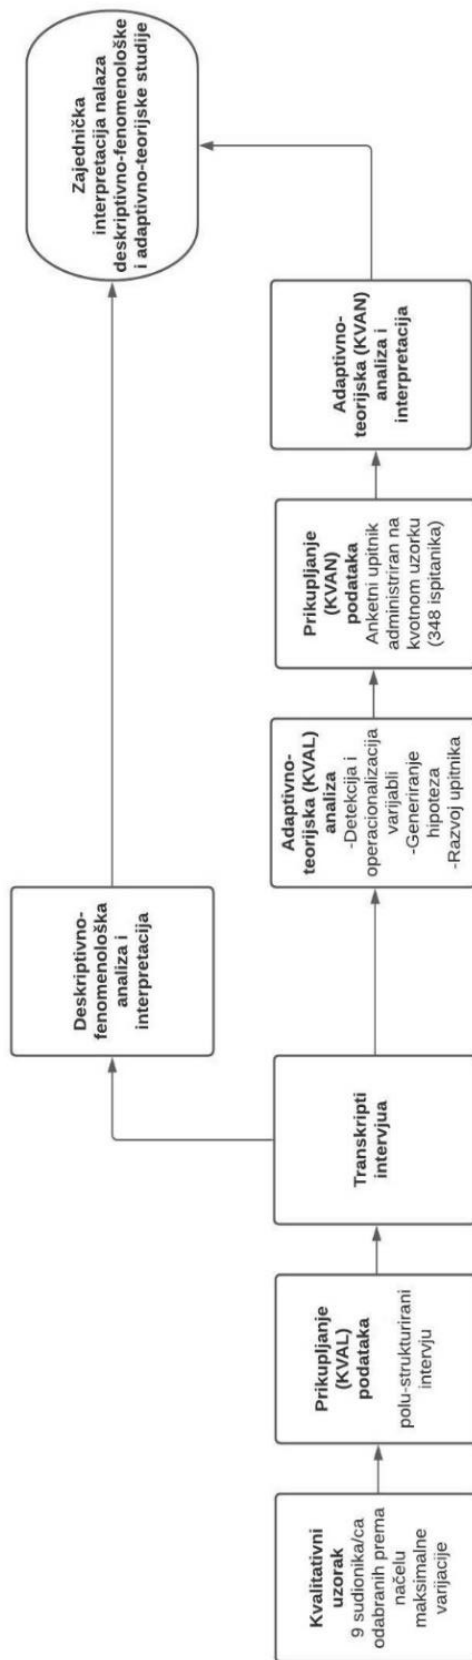 Kvalitativni
uzorak
9 sudionika/ca
odabranih prema
načelu
maksimalne
varijacije
Prikupljanje
(KVAL)
podataka
polu-strukturirani
intervju
Transkripti
intervjua
Deskriptivno-
fenomenološka
analiza i
interpretacija
Adaptivno-
teorijska (KVAL)
analiza
-Detekcija i
operacionalizacija
varijabli
-Generiranje
hipoteza
-Razvoj upitnika
Prikupljanje
(KVAN)
podataka
Anketni upitnik
administriran na
kvotnom uzorku
(348 ispitanika)
Adaptivno-
teorijska (KVAN)
analiza i
interpretacija
Zajednička
interpretacija nalaza
deskriptivno-fenomenološke
i adaptivno-teorijske studije